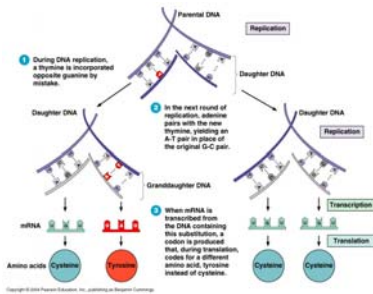 Parental DNA
Replication
1 During DNA replication,
a thymine is incorporated
opposite guanine by
mistake.
Daughter DNA
Daughter DNA
2 In the next round of
replication, adenine
pairs with the new
thymine, yielding an
A-T pair in place of
the original G-C pair.
Daughter DNA
Replication
Granddaughter DNA
Transcription
mRNA
3 When mRNA is
transcribed from
the DNA containing
this substitution, a
codon is produced
that, during translation,
codes for a different
amino acid, tyrosine
instead of cysteine.
Translation
Amino acids
Cysteine
Tyrosine
Cysteine
Cysteine
Copyright © 2004 Pearson Education, Inc., publishing as Benjamin Cummings.